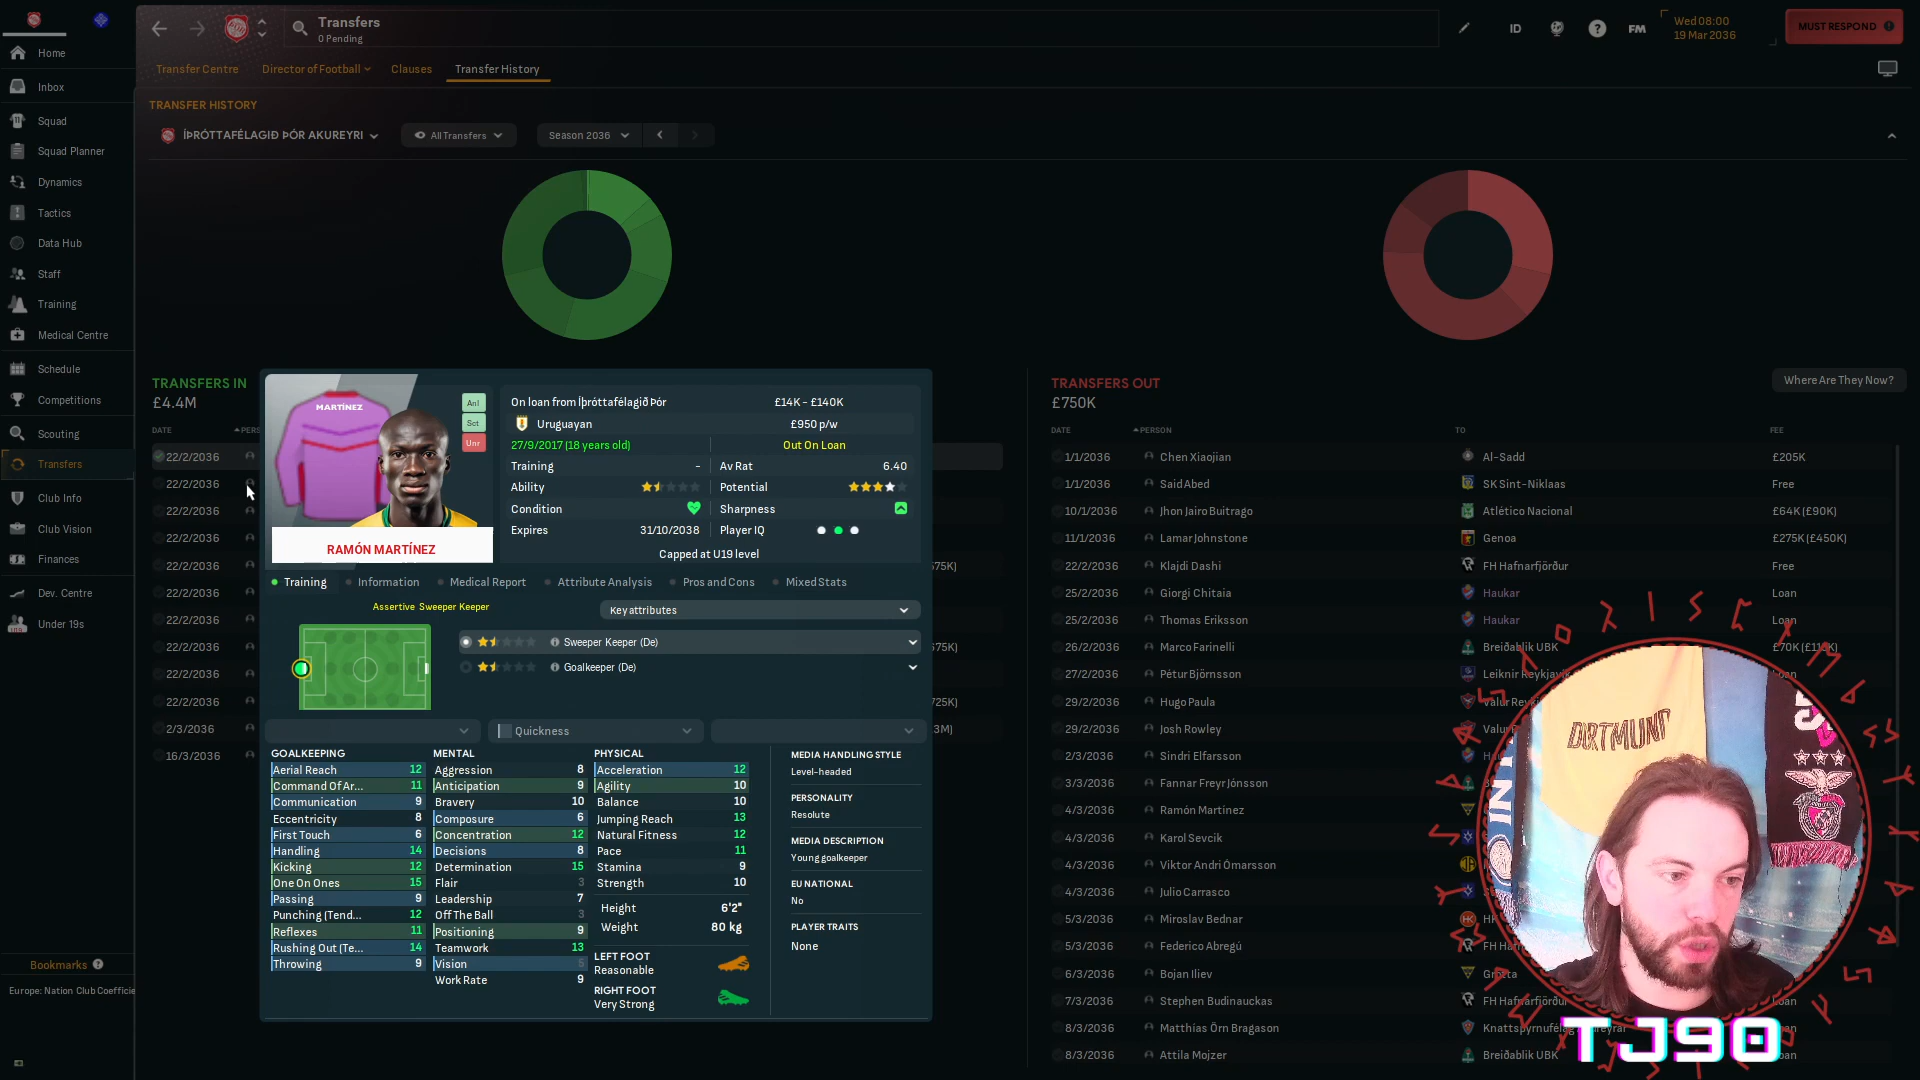 Transfers
0 Pending
ID
FM
Wed 08:00
19 Mar 2036
MUST RESPOND
Home
Inbox
Squad
Squad Planner
Dynamics
Tactics
Data Hub
Staff
Training
Medical Centre
Schedule
Competitions
Scouting
Transfers
Club Info
Club Vision
Finances
Dev. Centre
Under 19s
Bookmarks
Europe: Nation Club Coefficie
Transfer Centre
Director of Football
Clauses
Transfer History
TRANSFER HISTORY
ÍÞRÓTTAFÉLAGIÐ ÞÓR AKUREYRI
All Transfers
Season 2036
TRANSFERS IN
£4.4M
DATE
PERS
22/2/2036
22/2/2036
22/2/2036
22/2/2036
22/2/2036
22/2/2036
22/2/2036
22/2/2036
22/2/2036
22/2/2036
2/3/2036
16/3/2036
MARTÍNEZ
Anl
Sct
Unr
RAMÓN MARTÍNEZ
On loan from Íþróttafélagið Þór £14K - £140K
Uruguayan £950 p/w
27/9/2017 (18 years old) Out On Loan
Training - Av Rat 6.40
Ability Potential
Condition Sharpness
Expires 31/10/2038 Player IQ
Capped at U19 level
Training Information Medical Report Attribute Analysis Pros and Cons Mixed Stats
Assertive Sweeper Keeper
Key attributes
Sweeper Keeper (De)
Goalkeeper (De)
Quickness
GOALKEEPING
Aerial Reach 12
Command Of Ar... 11
Communication 9
Eccentricity 8
First Touch 6
Handling 14
Kicking 12
One On Ones 15
Passing 9
Punching (Tend... 12
Reflexes 11
Rushing Out (Te... 14
Throwing 9
MENTAL
Aggression 8
Anticipation 9
Bravery 10
Composure 6
Concentration 12
Decisions 8
Determination 15
Flair 3
Leadership 7
Off The Ball 3
Positioning 9
Teamwork 13
Vision 5
Work Rate 9
PHYSICAL
Acceleration 12
Agility 10
Balance 10
Jumping Reach 13
Natural Fitness 12
Pace 11
Stamina 9
Strength 10
Height 6'2"
Weight 80 kg
LEFT FOOT
Reasonable
RIGHT FOOT
Very Strong
MEDIA HANDLING STYLE
Level-headed
PERSONALITY
Resolute
MEDIA DESCRIPTION
Young goalkeeper
EU NATIONAL
No
PLAYER TRAITS
None
TRANSFERS OUT
£750K
Where Are They Now?
DATE PERSON TO FEE
1/1/2036 Chen Xiaojian Al-Sadd £205K
1/1/2036 Said Abed SK Sint-Niklaas Free
10/1/2036 Jhon Jairo Buitrago Atlético Nacional £64K (£90K)
11/1/2036 Lamar Johnstone Genoa £275K (£450K)
22/2/2036 Klajdi Dashi FH Hafnarfjörður Free
25/2/2036 Giorgi Chitaia Haukar Loan
25/2/2036 Thomas Eriksson Haukar Loan
26/2/2036 Marco Farinelli Breiðablik UBK
27/2/2036 Pétur Björnsson Leiknir Reykjavík
29/2/2036 Hugo Paula
29/2/2036 Josh Rowley
2/3/2036 Sindri Elfarsson
3/3/2036 Fannar Freyr Jónsson
4/3/2036 Ramón Martínez
4/3/2036 Karol Sevcik
4/3/2036 Viktor Andri Ómarsson
4/3/2036 Julio Carrasco
5/3/2036 Miroslav Bednar
5/3/2036 Federico Abregú
6/3/2036 Bojan Iliev Grótta
7/3/2036 Stephen Budinauckas FH Hafnarfjörður
8/3/2036 Matthias Örn Bragason
8/3/2036 Attila Mojzer Breiðablik UBK
TJ90